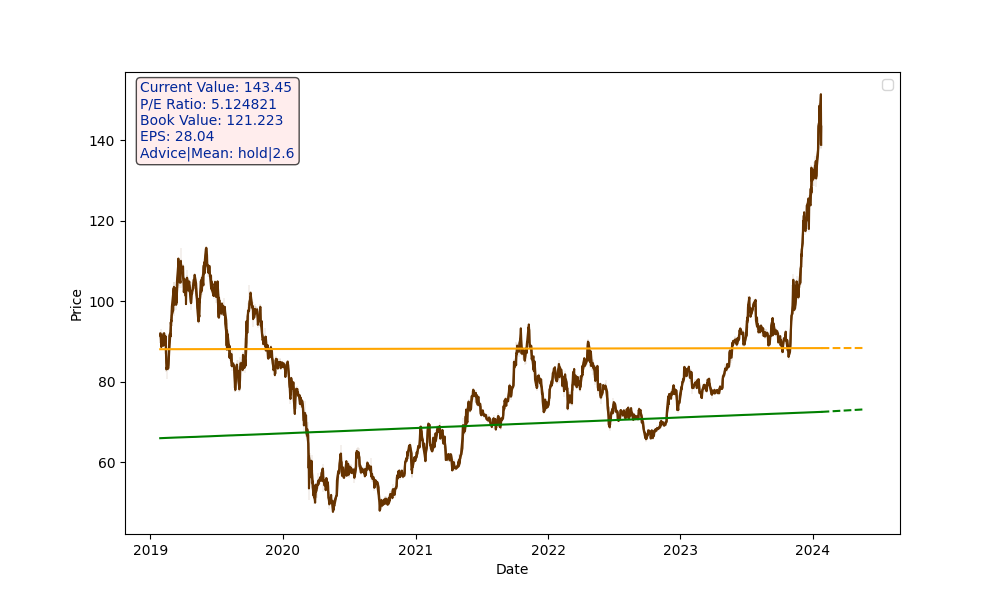 Current Value: 143.45
P/E Ratio: 5.124821
Book Value: 121.223
EPS: 28.04
Advice|Mean: hold|2.6
140
120
100
80
60
Price
2019
2020
2021
2022
2023
2024
Date